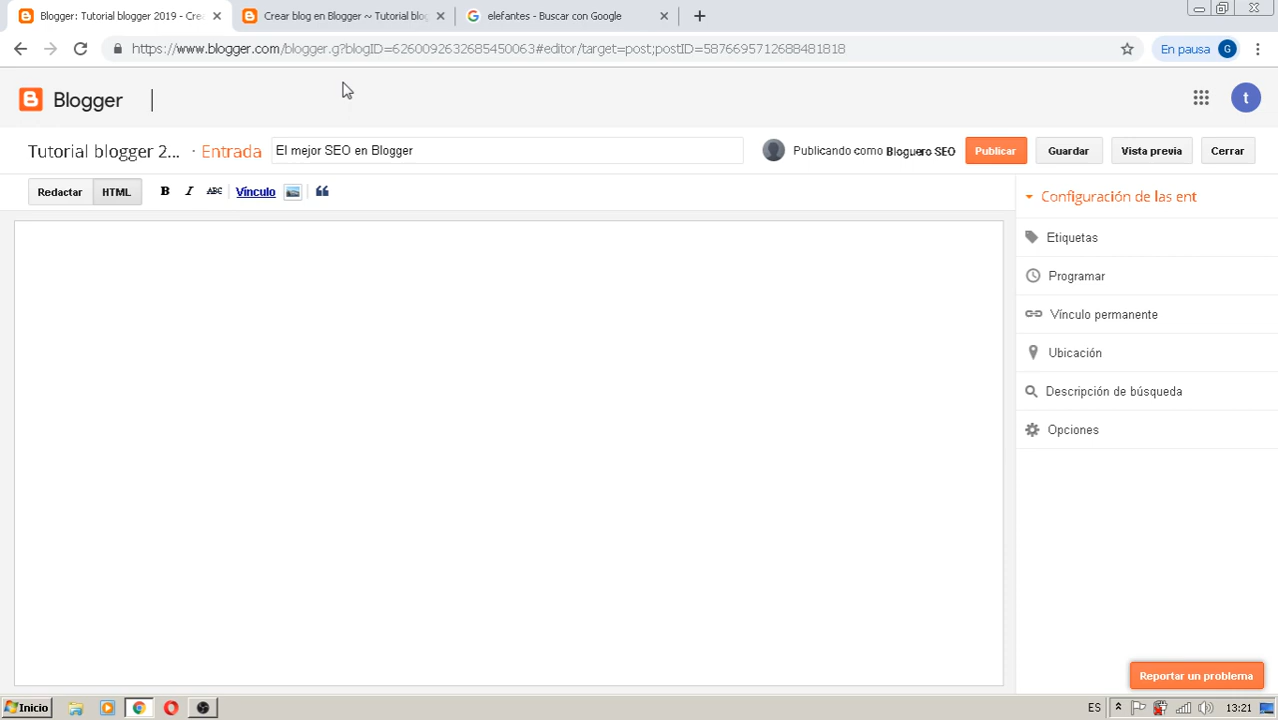 Blogger: Tutorial blogger 2019 - Cre
Crear blog en Blogger ~ Tutorial blog
elefantes - Buscar con Google
https://www.blogger.com/blogger.g?blogID=6260092632685450063#editor/target=post;postID=5876695712688481818
En pausa G
Blogger
t
Tutorial blogger 2... · Entrada
El mejor SEO en Blogger
Publicando como Bloguero SEO
Publicar
Guardar
Vista previa
Cerrar
Redactar
HTML
B I ABC Vínculo
Configuración de las ent
Etiquetas
Programar
Vínculo permanente
Ubicación
Descripción de búsqueda
Opciones
Reportar un problema
Inicio
ES
13:21